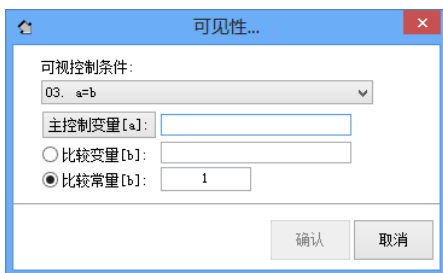 可见性...
可视控制条件:
03. a=b
主控制变量[a]:
比较变量[b]:
比较常量[b]: 1
确认 取消